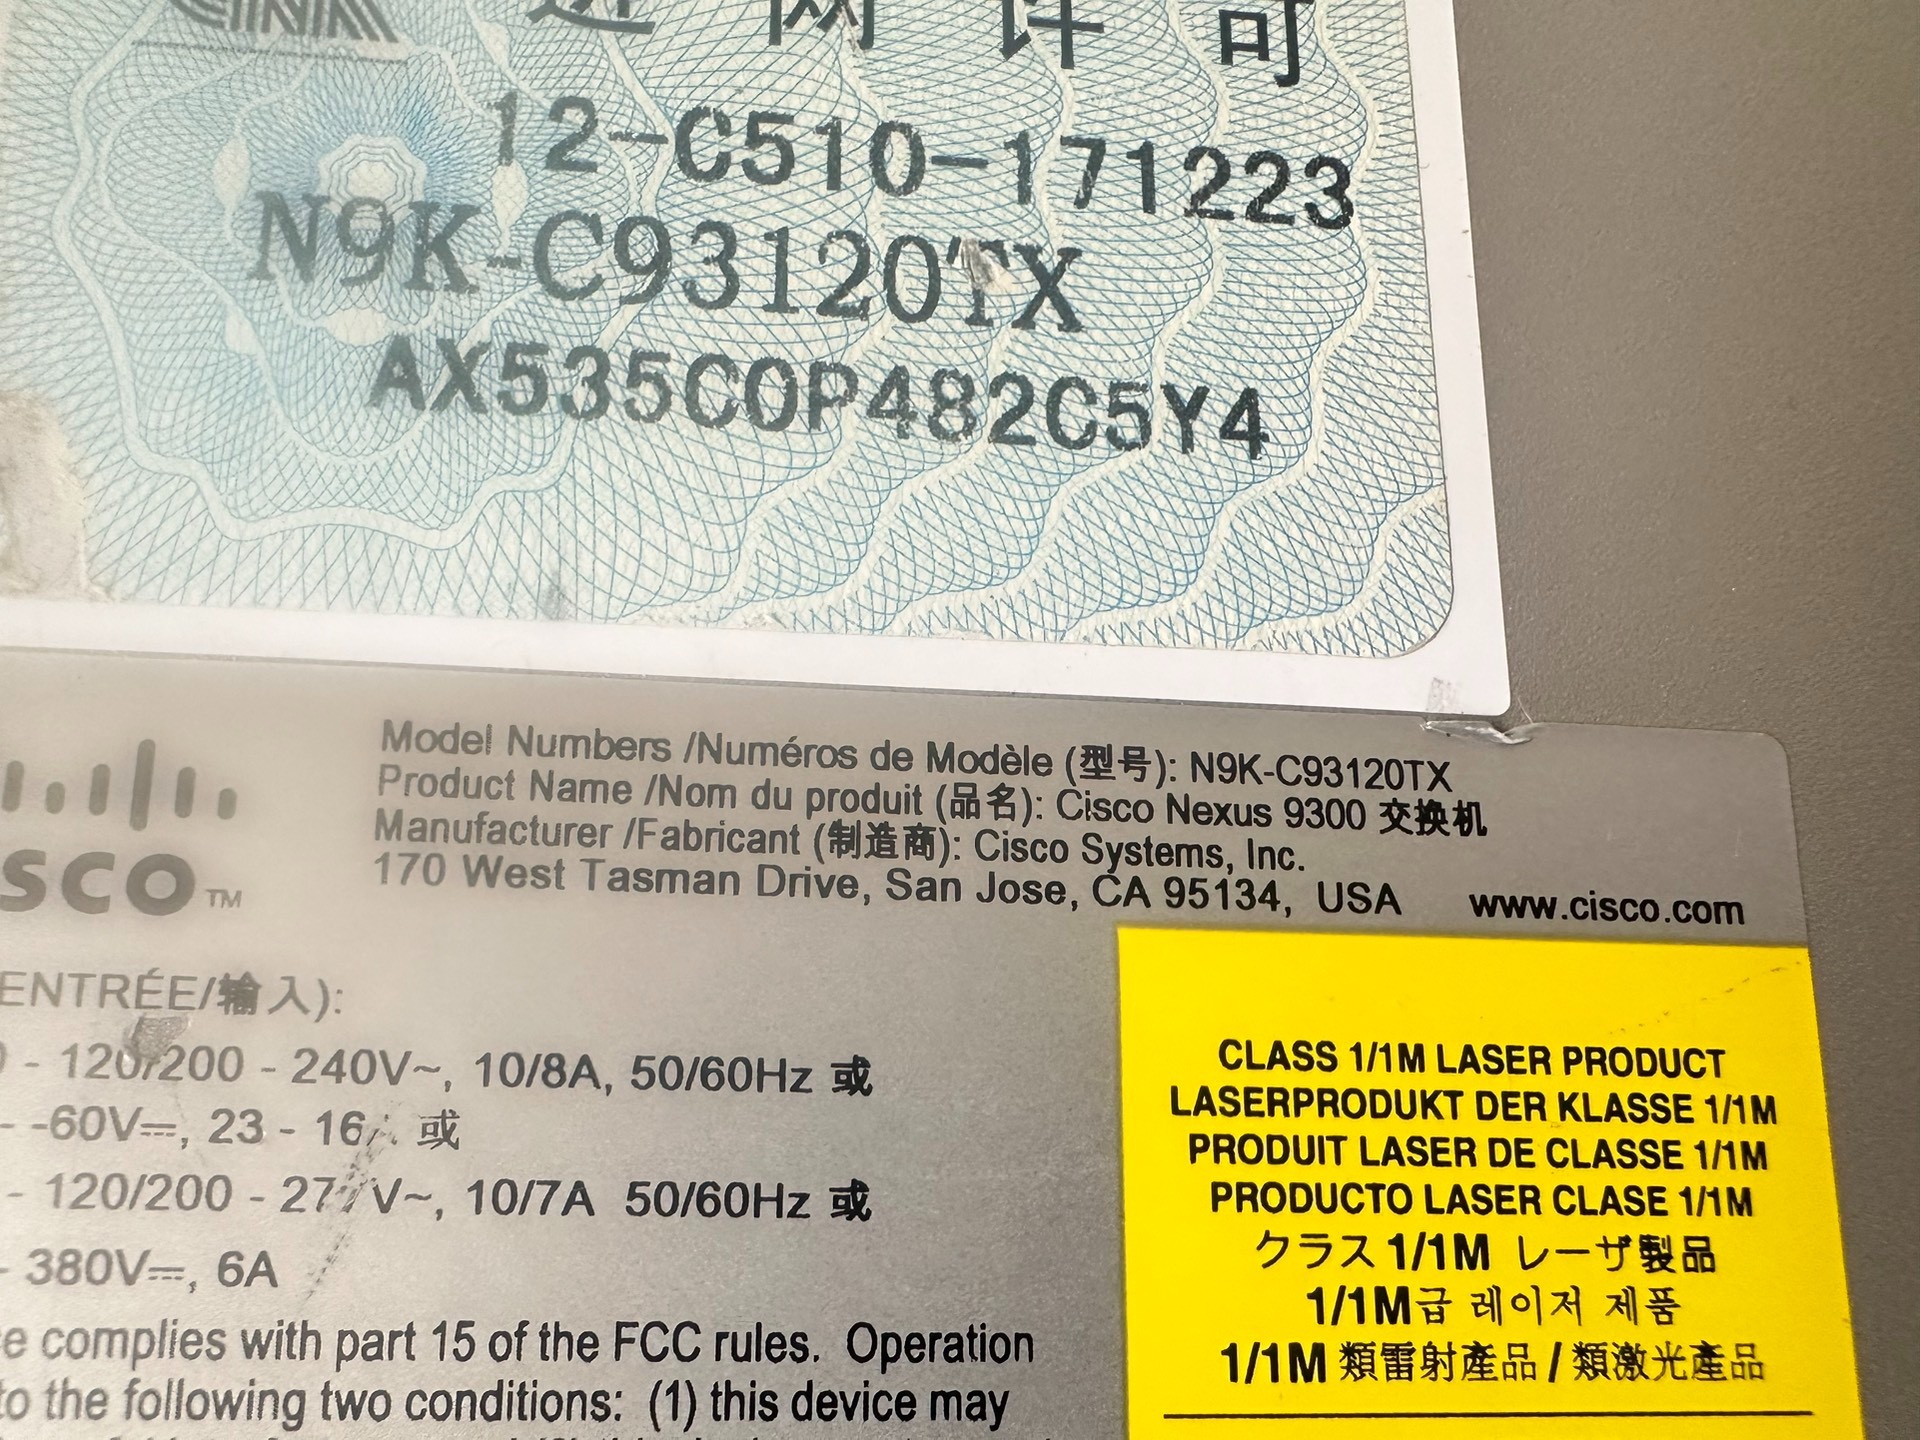 进网许可
12-C510-171223
N9K-C93120TX
AX535C0P482C5Y4
Model Numbers /Numéros de Modèle (型号): N9K-C93120TX
Product Name /Nom du produit (品名): Cisco Nexus 9300 交换机
Manufacturer /Fabricant (制造商): Cisco Systems, Inc.
170 West Tasman Drive, San Jose, CA 95134, USA www.cisco.com
SCO TM
ENTRÉE/输入):
- 120/200 - 240V~, 10/8A, 50/60Hz 或
- -60V⎓, 23 - 16A 或
- 120/200 - 277V~, 10/7A 50/60Hz 或
- 380V⎓, 6A
e complies with part 15 of the FCC rules. Operation
to the following two conditions: (1) this device may
CLASS 1/1M LASER PRODUCT
LASERPRODUKT DER KLASSE 1/1M
PRODUIT LASER DE CLASSE 1/1M
PRODUCTO LASER CLASE 1/1M
クラス 1/1M レーザ製品
1/1M급 레이저 제품
1/1M 類雷射產品 / 類激光產品